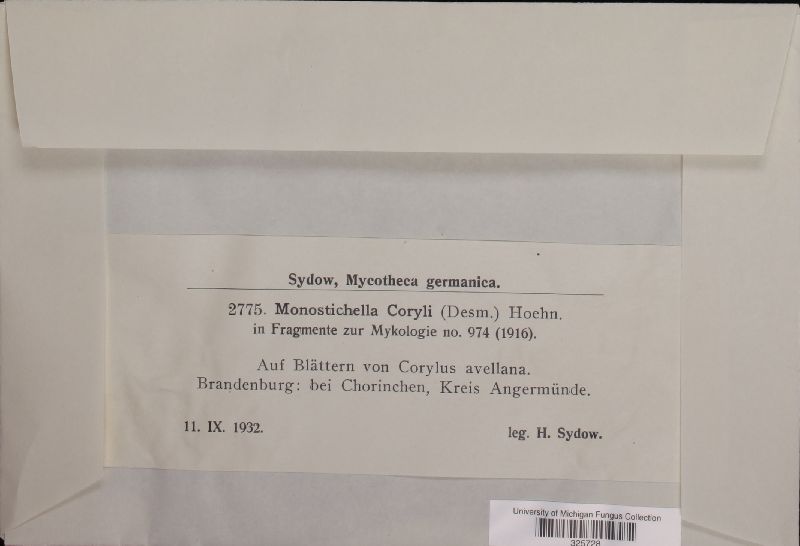 Sydow, Mycotheca germanica.
2775. Monostichella Coryli (Desm.) Hoehn.
in Fragmente zur Mykologie no. 974 (1916).
Auf Blättern von Corylus avellana.
Brandenburg: bei Chorinchen, Kreis Angermünde.
11. IX. 1932. leg. H. Sydow.
University of Michigan Fungus Collection
325728